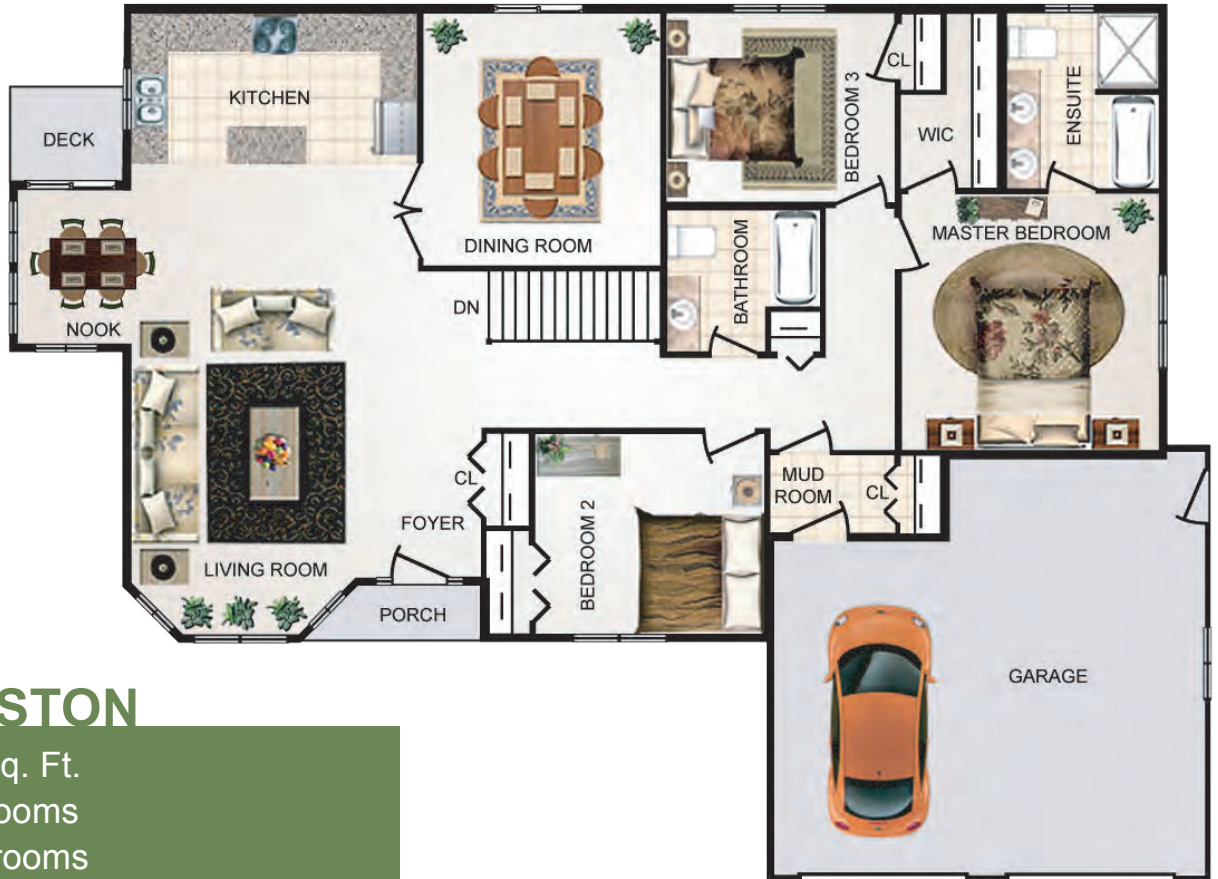 KITCHEN
DECK
DINING ROOM
BEDROOM 3
CL
WIC
ENSUITE
BATHROOM
MASTER BEDROOM
NOOK
DN
CL
FOYER
LIVING ROOM
PORCH
BEDROOM 2
MUD
ROOM
CL
GARAGE
STON
q. Ft.
ooms
rooms